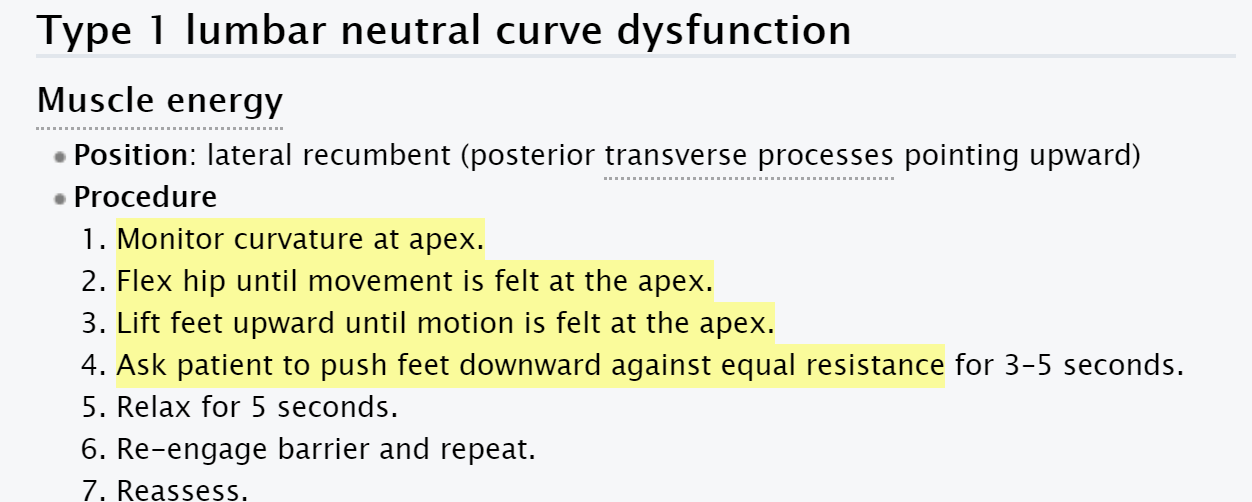 Type 1 lumbar neutral curve dysfunction
Muscle energy
Position: lateral recumbent (posterior transverse processes pointing upward)
Procedure
1. Monitor curvature at apex.
2. Flex hip until movement is felt at the apex.
3. Lift feet upward until motion is felt at the apex.
4. Ask patient to push feet downward against equal resistance for 3–5 seconds.
5. Relax for 5 seconds.
6. Re-engage barrier and repeat.
7. Reassess.